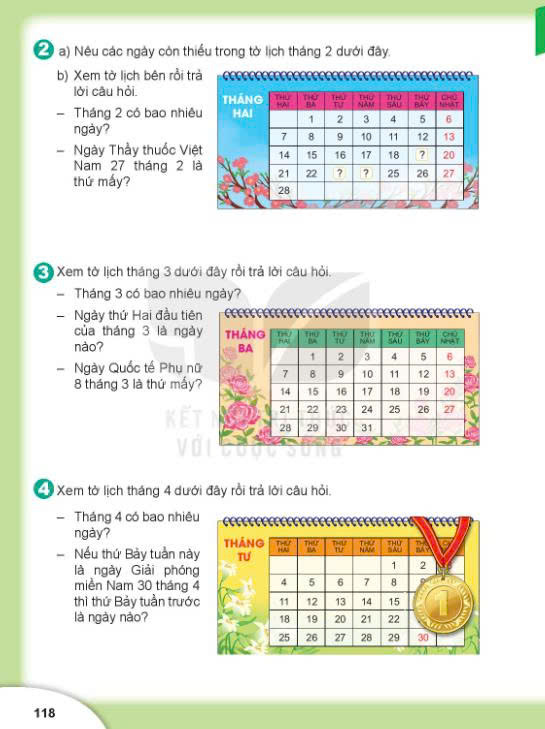 2 a) Nêu các ngày còn thiếu trong tờ lịch tháng 2 dưới đây.
b) Xem tờ lịch bên rồi trả
lời câu hỏi.
– Tháng 2 có bao nhiêu
ngày?
– Ngày Thầy thuốc Việt
Nam 27 tháng 2 là
thứ mấy?
THÁNG
HAI
THỨ HAI THỨ BA THỨ TƯ THỨ NĂM THỨ SÁU THỨ BẢY CHỦ NHẬT
1 2 3 4 5 6
7 8 9 10 11 12 13
14 15 16 17 18 ? 20
21 22 ? ? 25 26 27
28
3 Xem tờ lịch tháng 3 dưới đây rồi trả lời câu hỏi.
– Tháng 3 có bao nhiêu ngày?
– Ngày thứ Hai đầu tiên
của tháng 3 là ngày
nào?
– Ngày Quốc tế Phụ nữ
8 tháng 3 là thứ mấy?
THÁNG
BA
THỨ HAI THỨ BA THỨ TƯ THỨ NĂM THỨ SÁU THỨ BẢY CHỦ NHẬT
1 2 3 4 5 6
7 8 9 10 11 12 13
14 15 16 17 18 19 20
21 22 23 24 25 26 27
28 29 30 31
KẾT NỐI TRI THỨC
VỚI CUỘC SỐNG
4 Xem tờ lịch tháng 4 dưới đây rồi trả lời câu hỏi.
– Tháng 4 có bao nhiêu
ngày?
– Nếu thứ Bảy tuần này
là ngày Giải phóng
miền Nam 30 tháng 4
thì thứ Bảy tuần trước
là ngày nào?
THÁNG
TƯ
THỨ HAI THỨ BA THỨ TƯ THỨ NĂM THỨ SÁU
1 2
4 5 6 7 8
11 12 13 14 15
18 19 20 21 22
25 26 27 28 29 30
1
118